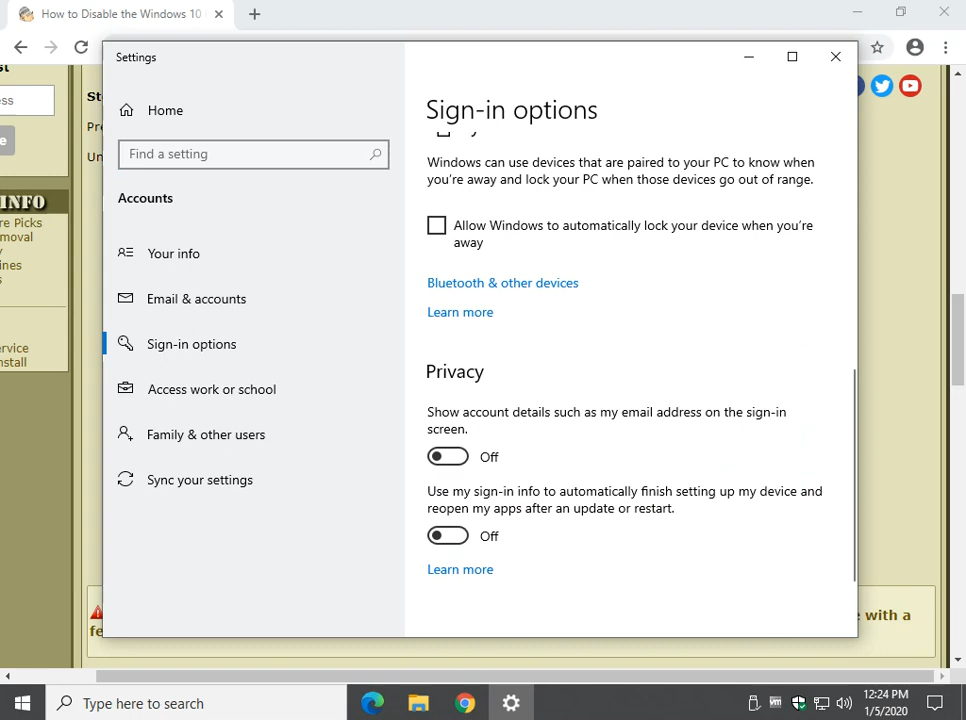 How to Disable the Windows 10
Settings
Home
Find a setting
Accounts
Your info
Email & accounts
Sign-in options
Access work or school
Family & other users
Sync your settings
Sign-in options
Windows can use devices that are paired to your PC to know when
you're away and lock your PC when those devices go out of range.
Allow Windows to automatically lock your device when you're
away
Bluetooth & other devices
Learn more
Privacy
Show account details such as my email address on the sign-in
screen.
Off
Use my sign-in info to automatically finish setting up my device and
reopen my apps after an update or restart.
Off
Learn more
INFO
re Picks
moval
y
ines
s
ervice
nstall
St
Pr
Un
with a
fe
Type here to search
vm
12:24 PM
1/5/2020